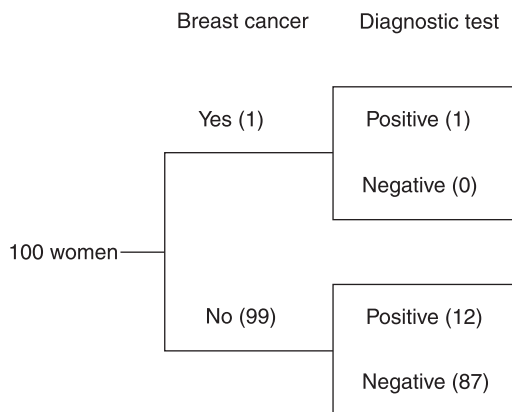 Breast cancer Diagnostic test
Yes (1)
Positive (1)
Negative (0)
100 women
No (99)
Positive (12)
Negative (87)